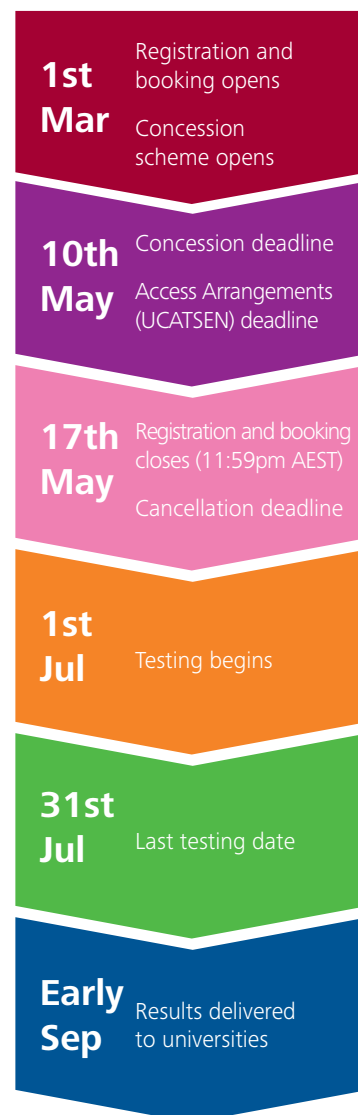 1st
Mar
Registration and
booking opens
Concession
scheme opens
10th
May
Concession deadline
Access Arrangements
(UCATSEN) deadline
17th
May
Registration and booking
closes (11:59pm AEST)
Cancellation deadline
1st
Jul
Testing begins
31st
Jul
Last testing date
Early
Sep
Results delivered
to universities